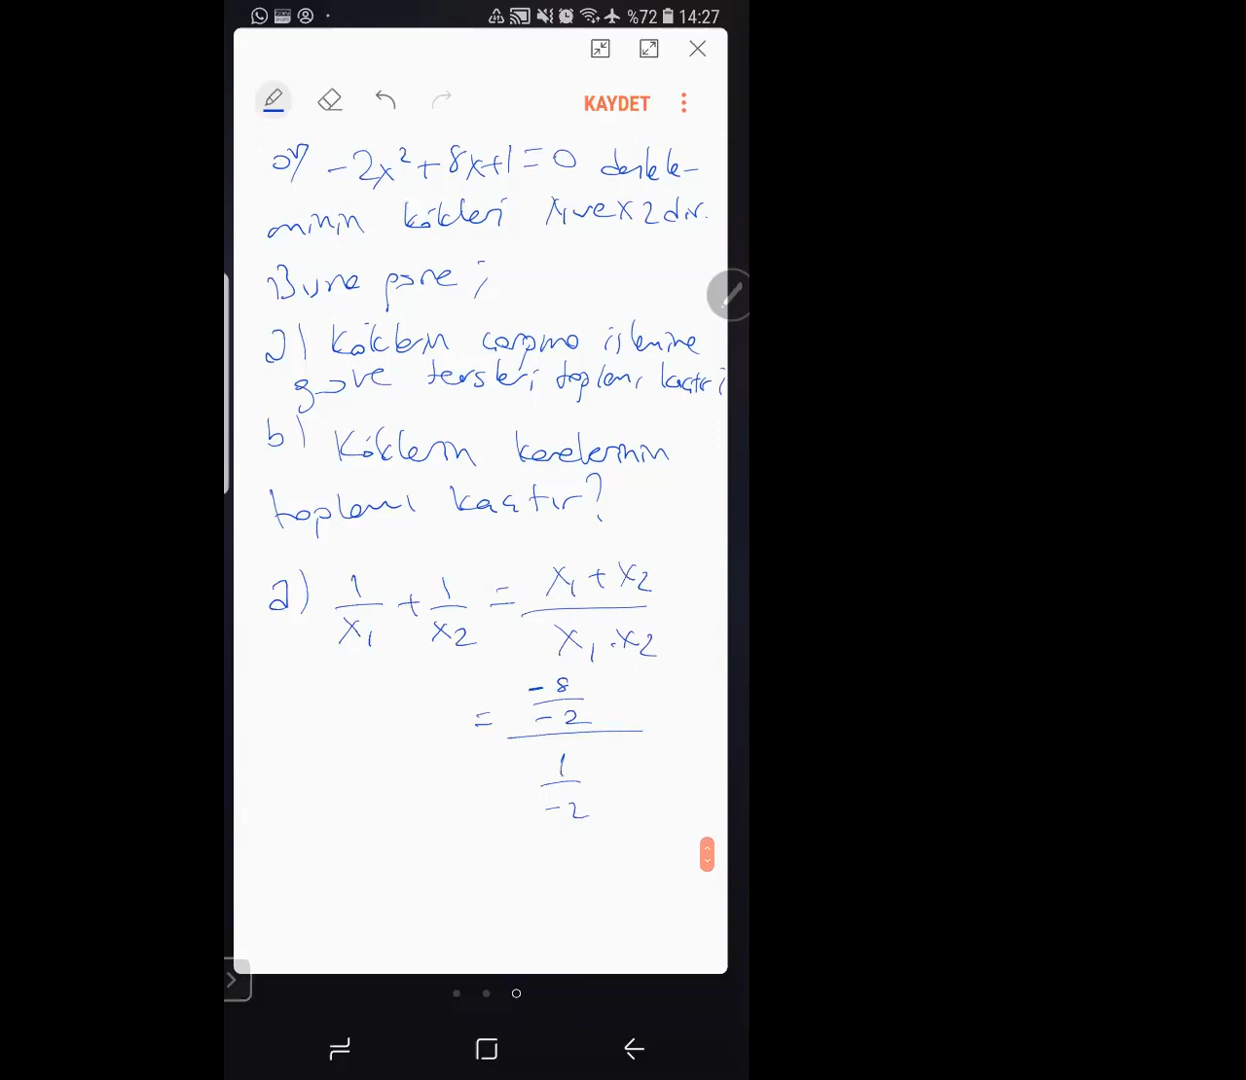 %72 14:27
KAYDET
-2x² + 8x + 1 = 0 denkle-
minin kökleri x₁ ve x2 dir.
Buna göre ;
a) Köklerin çarpma işlemine
göre tersleri toplamı kaçtır
b) Köklerin karelerinin
toplamı kaçtır?
a) 1/x₁ + 1/x2 = x₁ + x2 / x₁ . x2
= -8/-2 / 1/-2